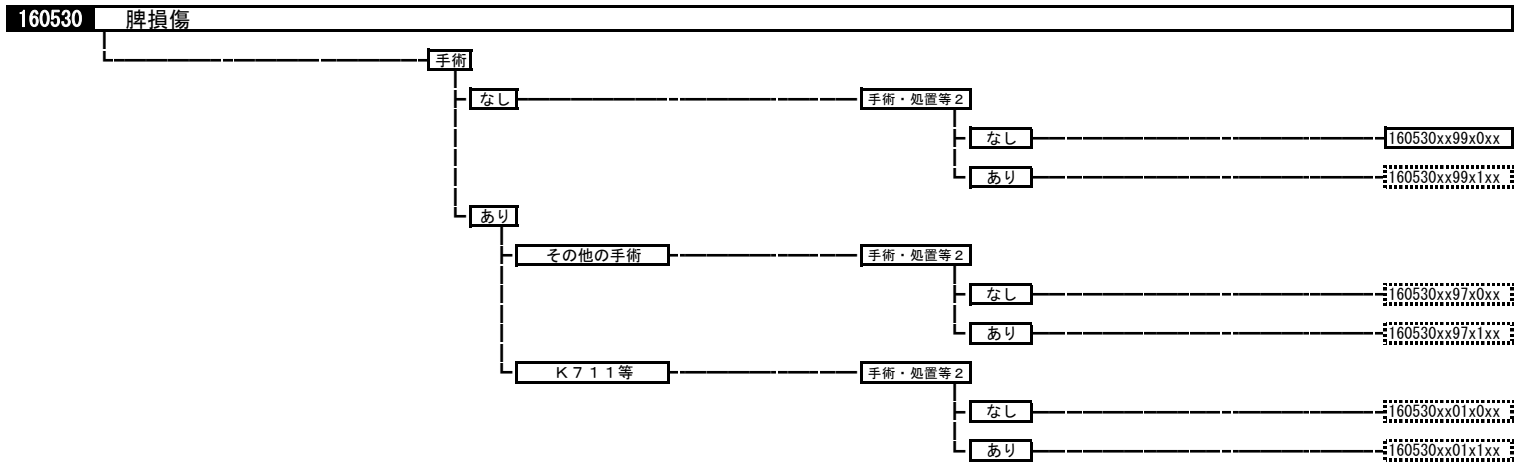 160530 脾損傷
手術
なし 手術・処置等２
なし 160530xx99x0xx
あり 160530xx99x1xx
あり
その他の手術 手術・処置等２
なし 160530xx97x0xx
あり 160530xx97x1xx
Ｋ７１１等 手術・処置等２
なし 160530xx01x0xx
あり 160530xx01x1xx